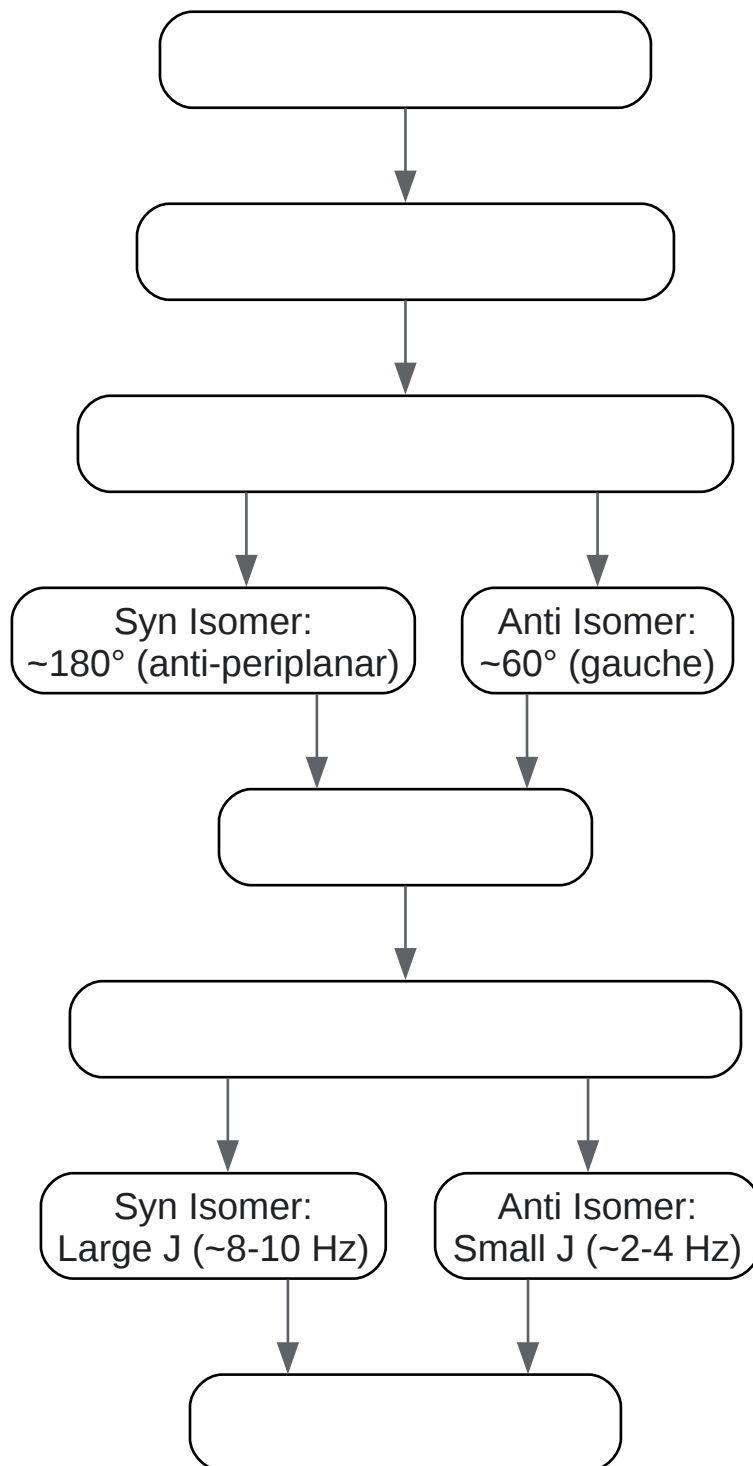 Syn Isomer:
~180° (anti-periplanar)
Anti Isomer:
~60° (gauche)
Syn Isomer:
Large J (~8-10 Hz)
Anti Isomer:
Small J (~2-4 Hz)